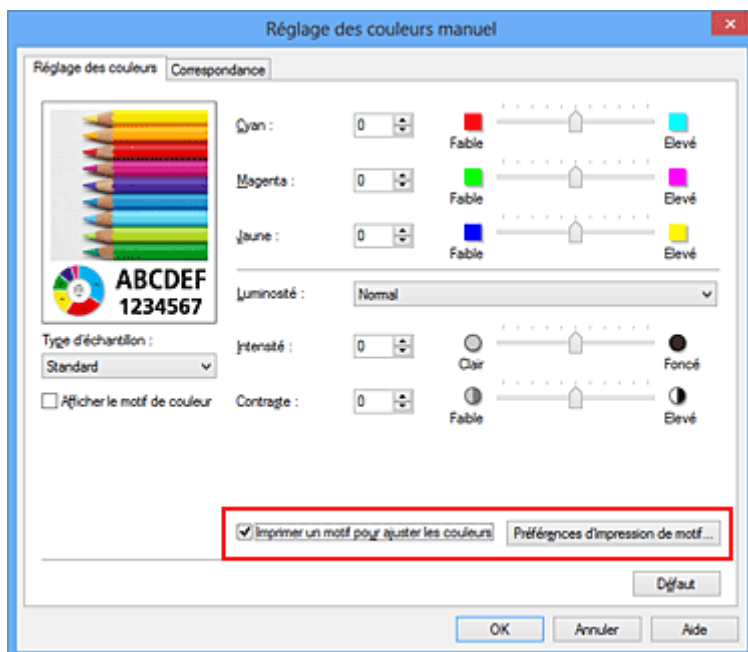 Réglage des couleurs manuel
Réglage des couleurs
Correspondance
Cyan :
0
Faible
Elevé
Magenta :
0
Faible
Elevé
Jaune :
0
Faible
Elevé
ABCDEF
1234567
Luminosité :
Normal
Type d'échantillon :
Standard
Intensité :
0
Clair
Foncé
Afficher le motif de couleur
Contraste :
0
Faible
Elevé
Imprimer un motif pour ajuster les couleurs
Préférences d'impression de motif...
Défaut
OK
Annuler
Aide